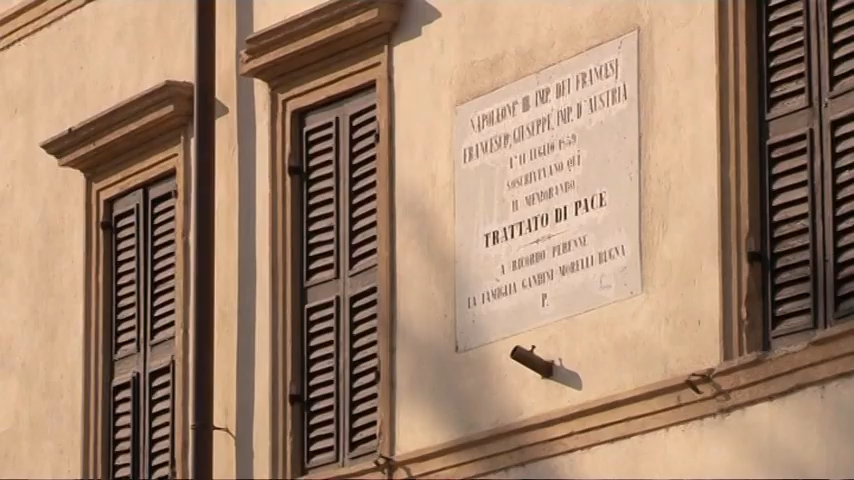 NAPOLEONE III. IMP. DEI FRANCESI
FRANCESCO, GIUSEPPE, IMP. D'AUSTRIA
L'11 LUGLIO 1859
SOSCRIVEVANO QUÌ
IL MEMORANDO
TRATTATO DI PACE
A RICORDO PERENNE
LA FAMIGLIA GANDINI MORELLI BUGNA
P.